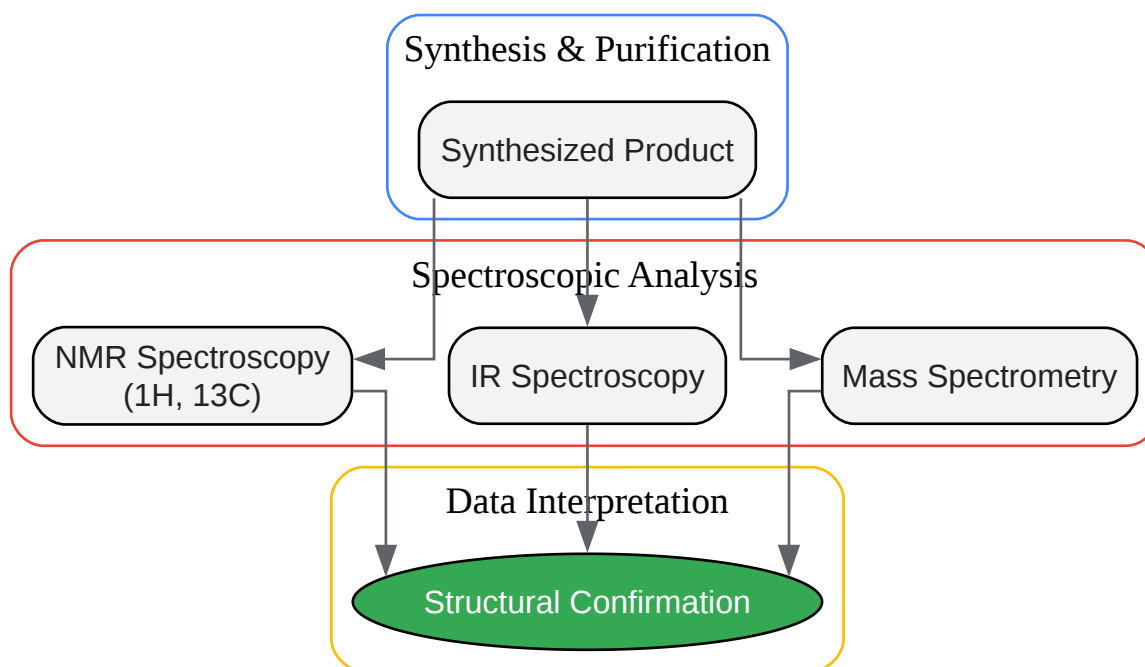 Synthesis & Purification
Synthesized Product
Spectroscopic Analysis
NMR Spectroscopy
(1H, 13C)
IR Spectroscopy
Mass Spectrometry
Data Interpretation
Structural Confirmation